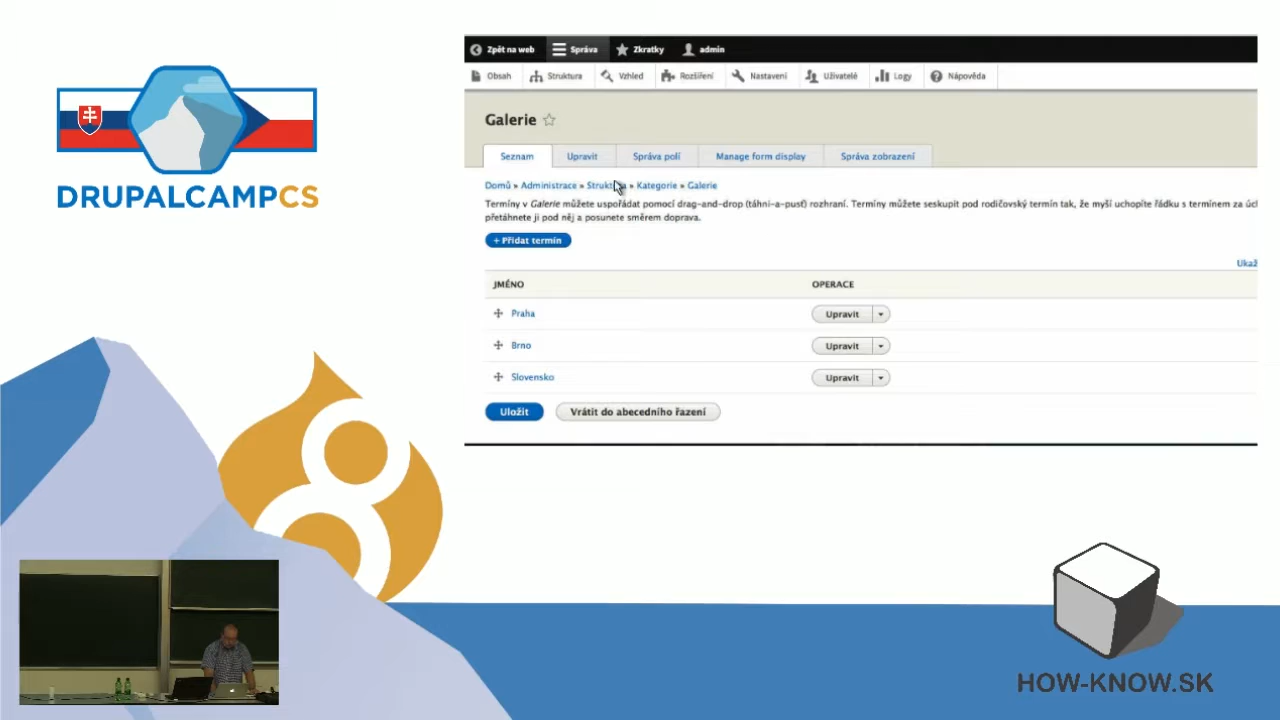 DRUPALCAMPCS
Zpět na web Správa Zkratky admin
Obsah Struktura Vzhled Rozšíření Nastavení Uživatelé Logy Nápověda
Galerie
Seznam Upravit Správa polí Manage form display Správa zobrazení
Domů » Administrace » Struktura » Kategorie » Galerie
Termíny v Galerie můžete uspořádat pomocí drag-and-drop (táhni-a-pusť) rozhraní. Termíny můžete seskupit pod rodičovský termín tak, že myší uchopíte řádku s termínem za úc
přetáhnete ji pod něj a posunete směrem doprava.
+ Přidat termín
Ukaž
JMÉNO OPERACE
Praha Upravit
Brno Upravit
Slovensko Upravit
Uložit Vrátit do abecedního řazení
HOW-KNOW.SK